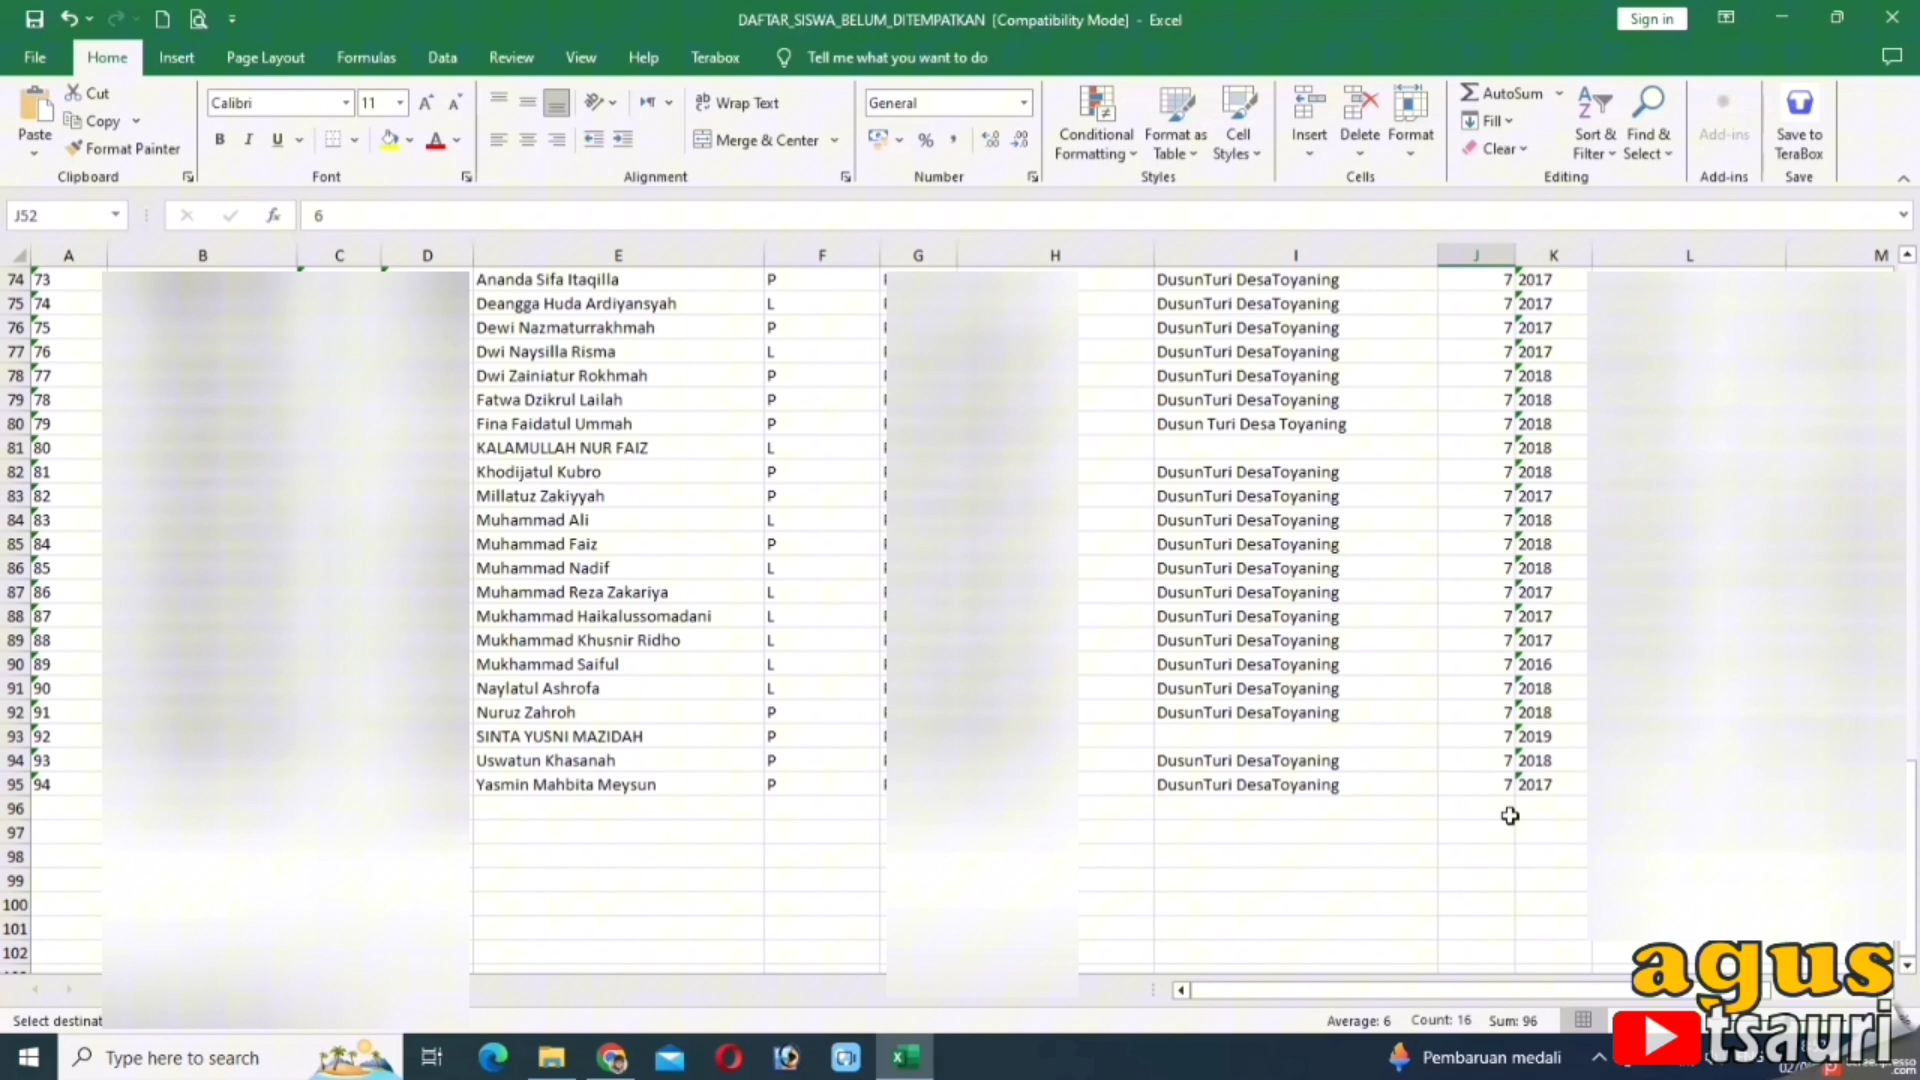 DAFTAR_SISWA_BELUM_DITEMPATKAN [Compatibility Mode] - Excel
Sign in
File Home Insert Page Layout Formulas Data Review View Help Terabox Tell me what you want to do
Paste
Cut
Copy
Format Painter
Clipboard
Calibri 11
B I U
Font
Wrap Text
Merge & Center
Alignment
General
%
Number
Conditional Formatting
Format as Table
Cell Styles
Styles
Insert Delete Format
Cells
AutoSum
Fill
Clear
Sort & Filter
Find & Select
Editing
Add-ins
Add-ins
Save to TeraBox
Save
J52 fx 6
A B C D E F G H I J K L M
74 73 Ananda Sifa Itaqilla P DusunTuri DesaToyaning 7 2017
75 74 Deangga Huda Ardiyansyah L DusunTuri DesaToyaning 7 2017
76 75 Dewi Nazmaturrakhmah P DusunTuri DesaToyaning 7 2017
77 76 Dwi Naysilla Risma L DusunTuri DesaToyaning 7 2017
78 77 Dwi Zainiatur Rokhmah P DusunTuri DesaToyaning 7 2018
79 78 Fatwa Dzikrul Lailah P DusunTuri DesaToyaning 7 2018
80 79 Fina Faidatul Ummah P Dusun Turi Desa Toyaning 7 2018
81 80 KALAMULLAH NUR FAIZ L 7 2018
82 81 Khodijatul Kubro P DusunTuri DesaToyaning 7 2018
83 82 Millatuz Zakiyyah P DusunTuri DesaToyaning 7 2017
84 83 Muhammad Ali L DusunTuri DesaToyaning 7 2018
85 84 Muhammad Faiz P DusunTuri DesaToyaning 7 2018
86 85 Muhammad Nadif L DusunTuri DesaToyaning 7 2018
87 86 Muhammad Reza Zakariya L DusunTuri DesaToyaning 7 2017
88 87 Mukhammad Haikalussomadani L DusunTuri DesaToyaning 7 2017
89 88 Mukhammad Khusnir Ridho L DusunTuri DesaToyaning 7 2017
90 89 Mukhammad Saiful L DusunTuri DesaToyaning 7 2016
91 90 Naylatul Ashrofa L DusunTuri DesaToyaning 7 2018
92 91 Nuruz Zahroh P DusunTuri DesaToyaning 7 2018
93 92 SINTA YUSNI MAZIDAH P 7 2019
94 93 Uswatun Khasanah P DusunTuri DesaToyaning 7 2018
95 94 Yasmin Mahbita Meysun P DusunTuri DesaToyaning 7 2017
96
97
98
99
100
101
102
Select Average: 6 Count: 16 Sum: 96
Type here to search
Pembaruan medali
agus
tsauri